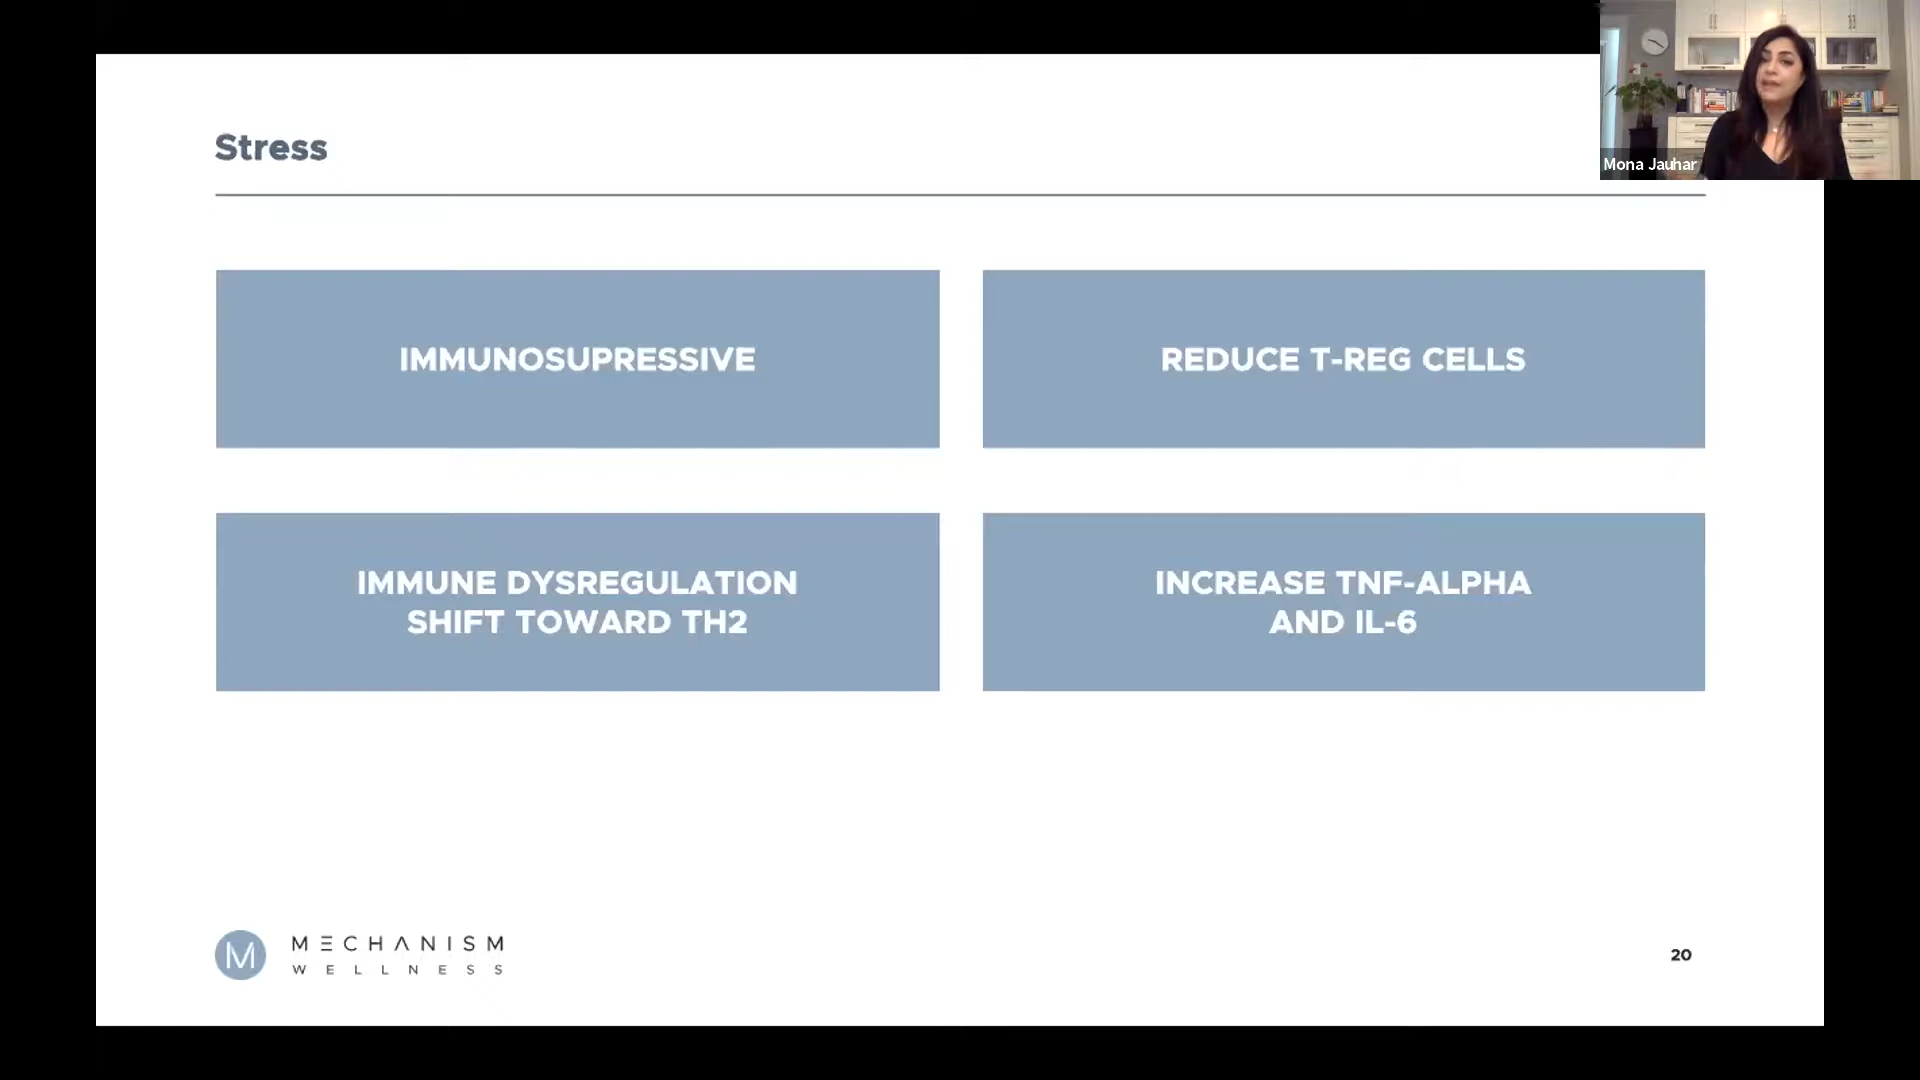 Stress
IMMUNOSUPRESSIVE
REDUCE T-REG CELLS
IMMUNE DYSREGULATION
SHIFT TOWARD TH2
INCREASE TNF-ALPHA
AND IL-6
M
MECHANISM
WELLNESS
20
Mona Jauhar